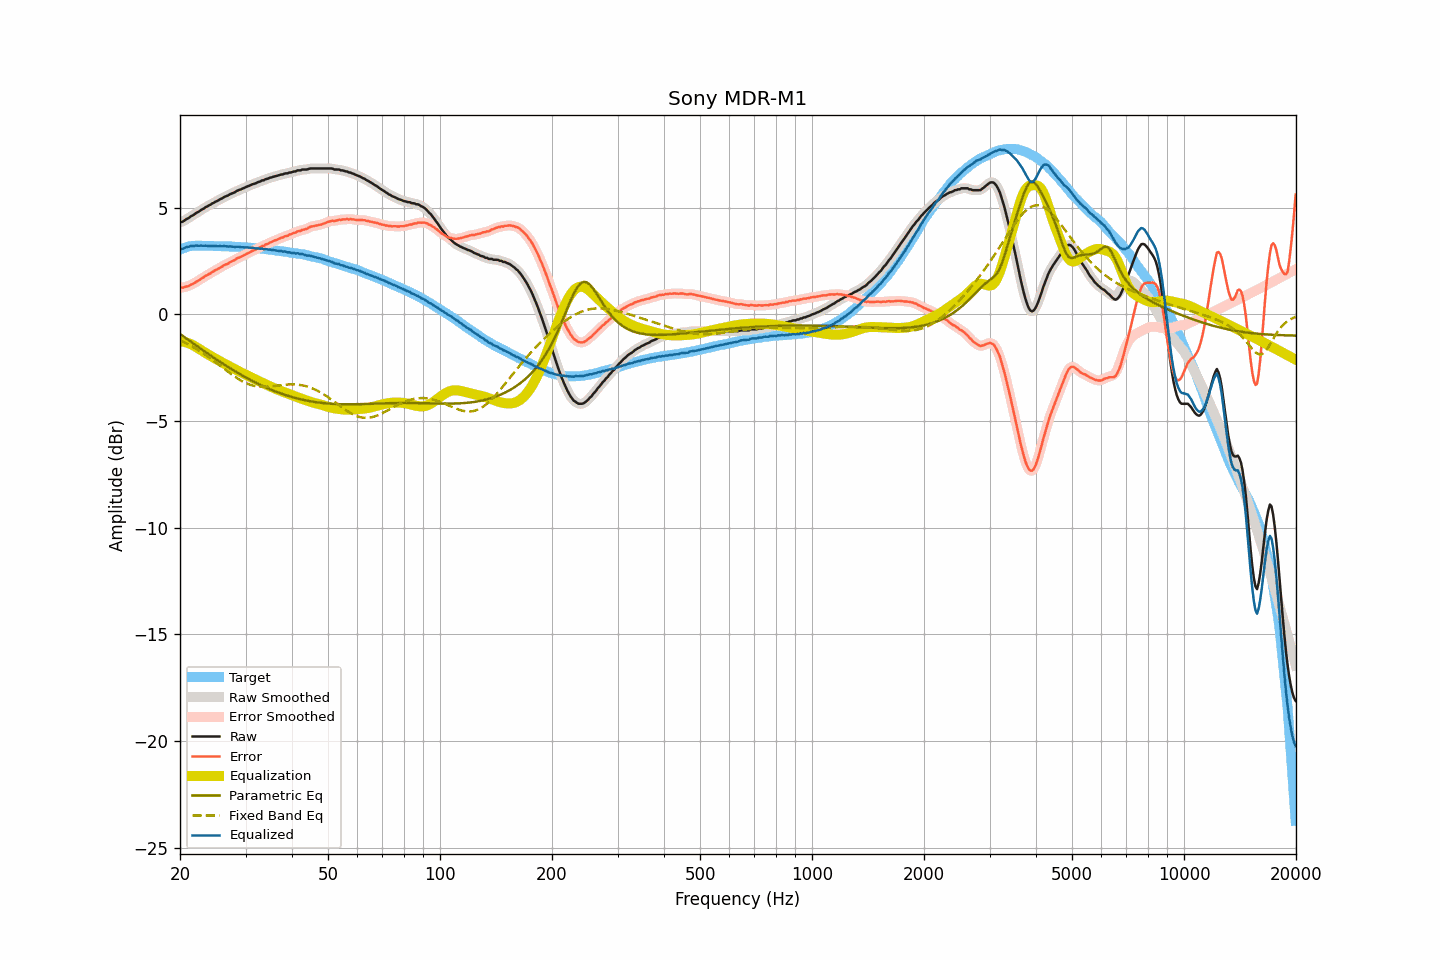 Sony MDR-M1
Amplitude (dBr)
5
0
−5
−10
−15
−20
−25
Target
Raw Smoothed
Error Smoothed
Raw
Error
Equalization
Parametric Eq
Fixed Band Eq
Equalized
20 50 100 200 500 1000 2000 5000 10000 20000
Frequency (Hz)